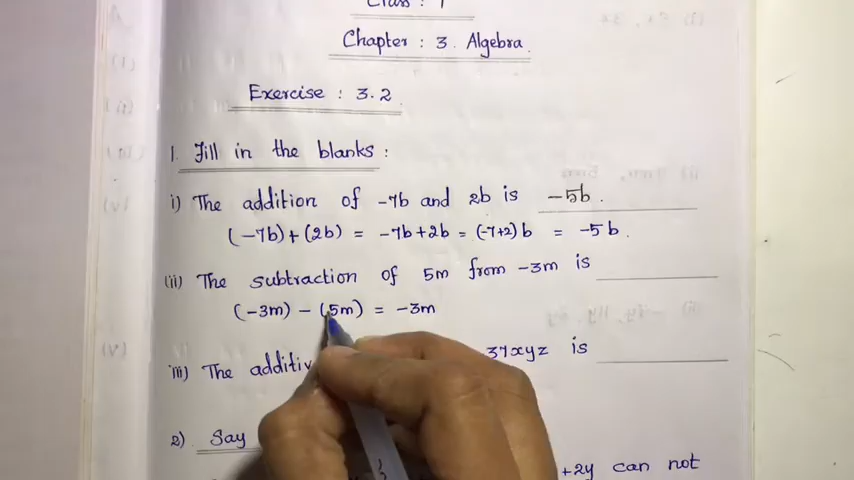 Class : 7
Chapter : 3. Algebra
Exercise : 3.2
1. Fill in the blanks :
i) The addition of -7b and 2b is -5b.
(-7b)+(2b) = -7b+2b = (-7+2)b = -5b.
(ii) The subtraction of 5m from -3m is
(-3m) - (5m) = -3m
iii) The additiv 37xyz is
2) Say
+2y can not